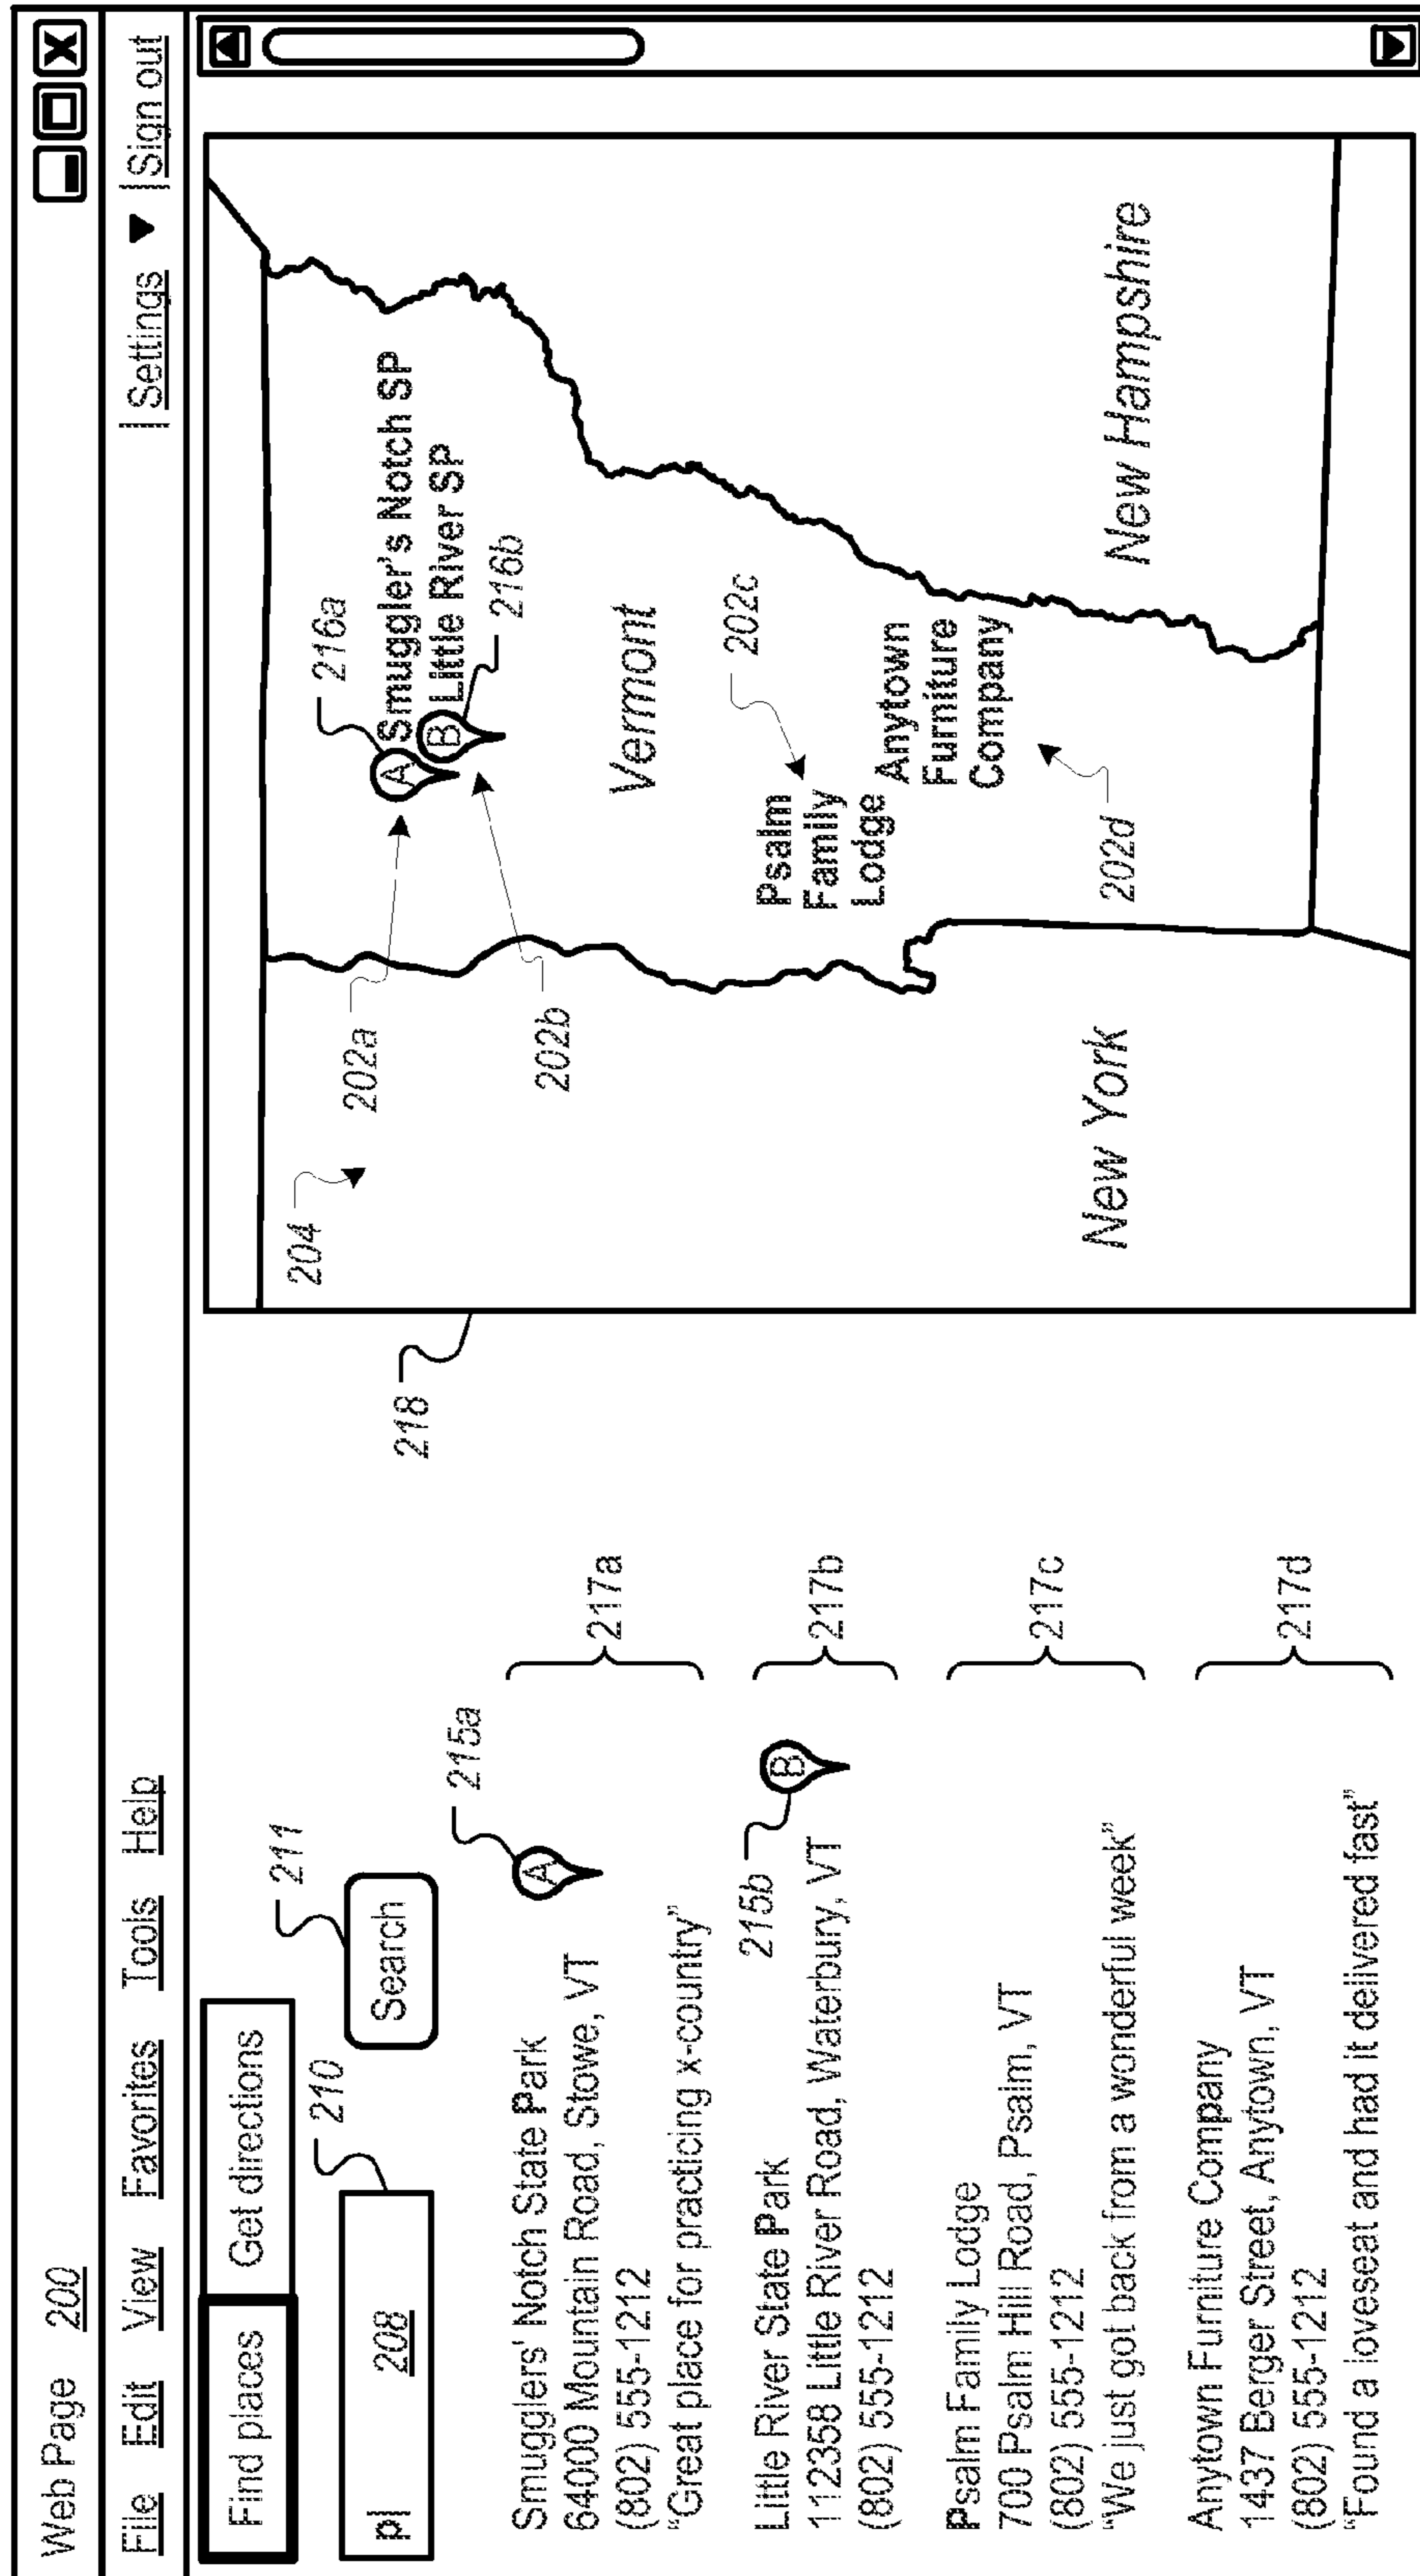 Web Page 200
File Edit View Favorites Tools Help | Settings ▼ | Sign out
Find places Get directions
pl 208
210
Search
211
Smugglers' Notch State Park
64000 Mountain Road, Stowe, VT
(802) 555-1212
"Great place for practicing x-country"
A
215a
217a
Little River State Park
11235B Little River Road, Waterbury, VT
(802) 555-1212
B
215b
217b
Psalm Family Lodge
700 Psalm Hill Road, Psalm, VT
(802) 555-1212
"We just got back from a wonderful week"
217c
Anytown Furniture Company
1437 Berger Street, Anytown, VT
(802) 555-1212
"Found a loveseat and had it delivered fast"
217d
218
204
202a
216a
A Smuggler's Notch SP
B Little River SP
216b
202b
Vermont
202c
Psalm
Family
Lodge
Anytown
Furniture
Company
202d
New York
New Hampshire